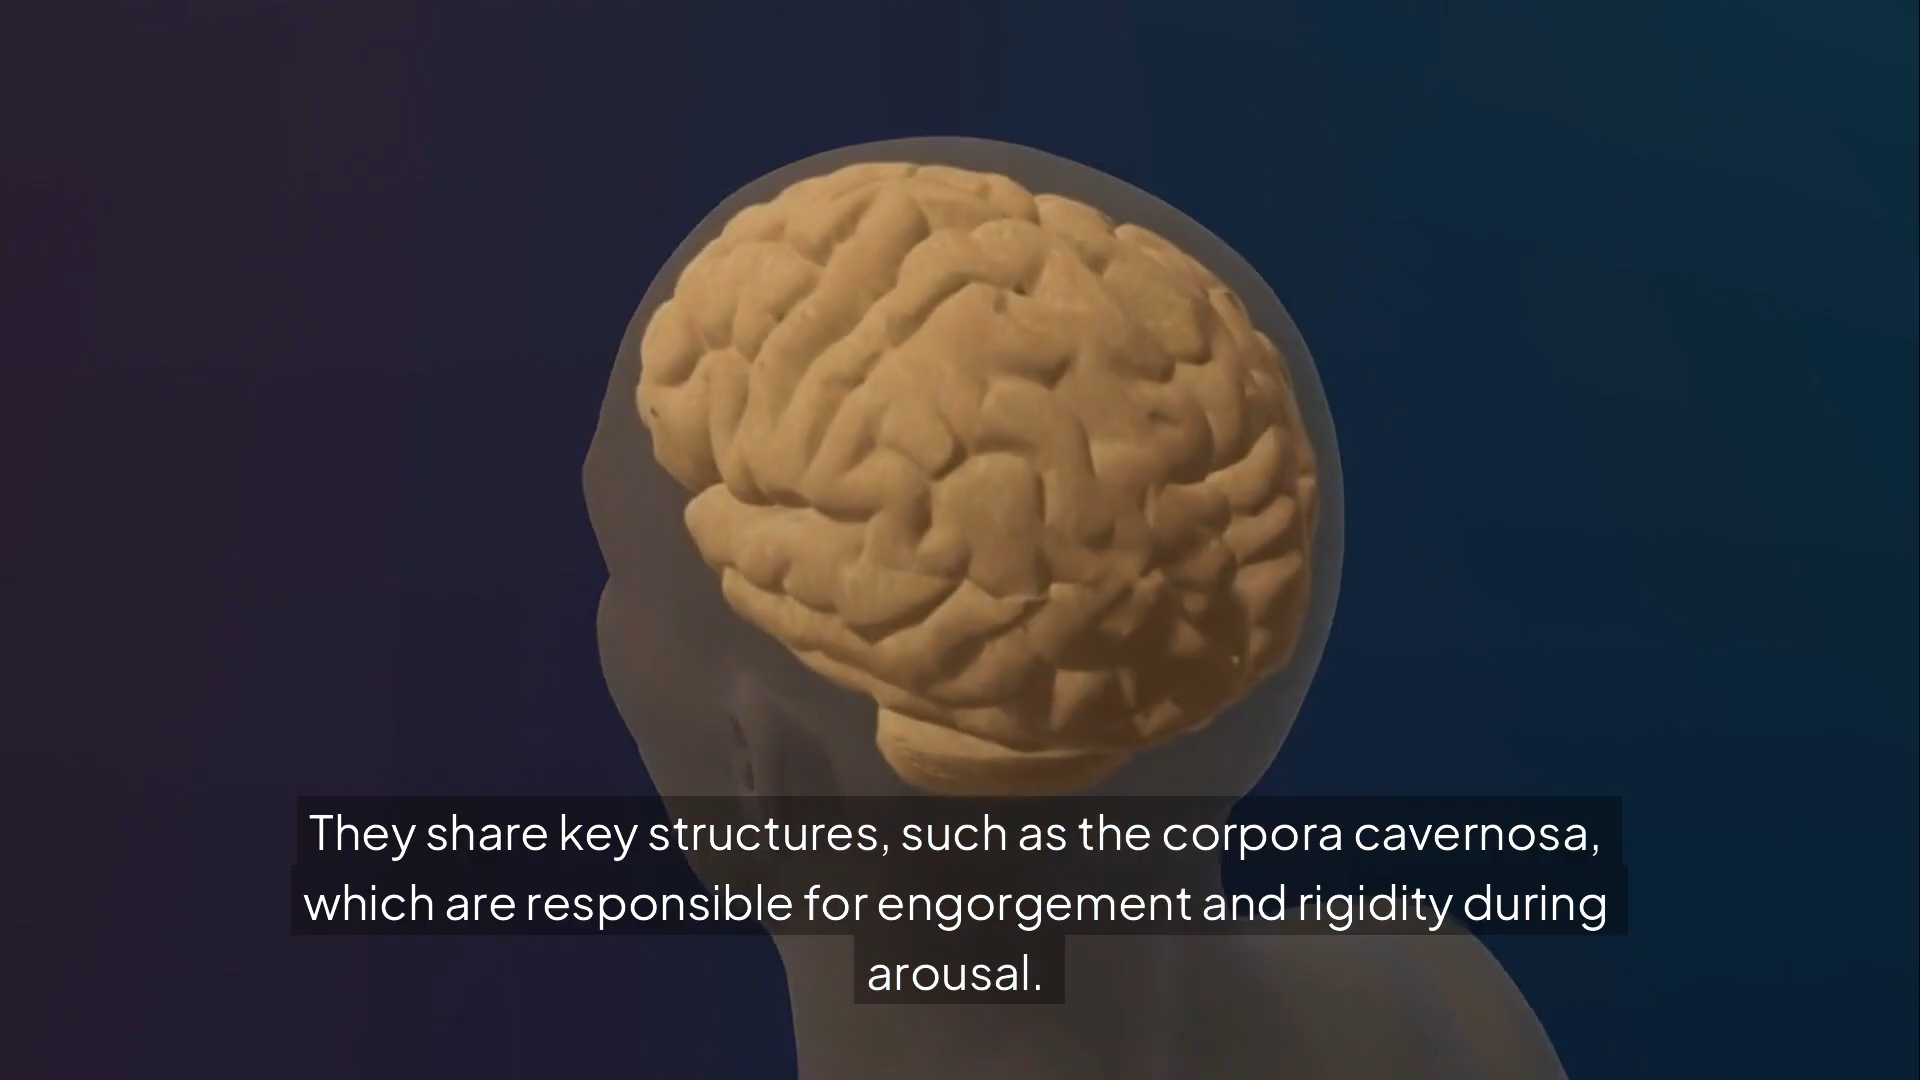 They share key structures, such as the corpora cavernosa,
which are responsible for engorgement and rigidity during
arousal.